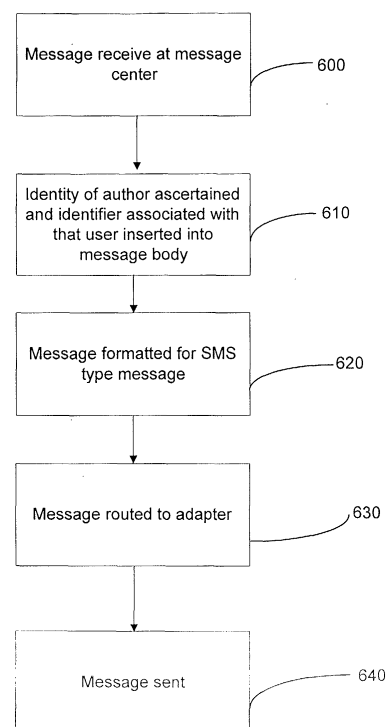 Message receive at message
center
600
Identity of author ascertained
and identifier associated with
that user inserted into
message body
610
Message formatted for SMS
type message
620
Message routed to adapter
630
Message sent
640